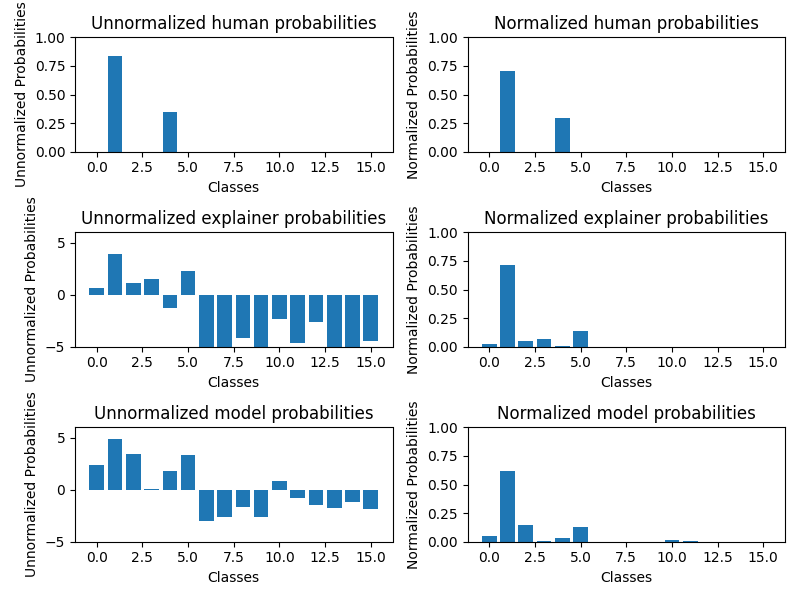 Unnormalized human probabilities
Unnormalized Probabilities
1.00
0.75
0.50
0.25
0.00
0.0 2.5 5.0 7.5 10.0 12.5 15.0
Classes
Normalized human probabilities
Normalized Probabilities
1.00
0.75
0.50
0.25
0.00
0.0 2.5 5.0 7.5 10.0 12.5 15.0
Classes
Unnormalized explainer probabilities
Unnormalized Probabilities
5
0
−5
0.0 2.5 5.0 7.5 10.0 12.5 15.0
Classes
Normalized explainer probabilities
Normalized Probabilities
1.00
0.75
0.50
0.25
0.00
0.0 2.5 5.0 7.5 10.0 12.5 15.0
Classes
Unnormalized model probabilities
Unnormalized Probabilities
5
0
−5
0.0 2.5 5.0 7.5 10.0 12.5 15.0
Classes
Normalized model probabilities
Normalized Probabilities
1.00
0.75
0.50
0.25
0.00
0.0 2.5 5.0 7.5 10.0 12.5 15.0
Classes